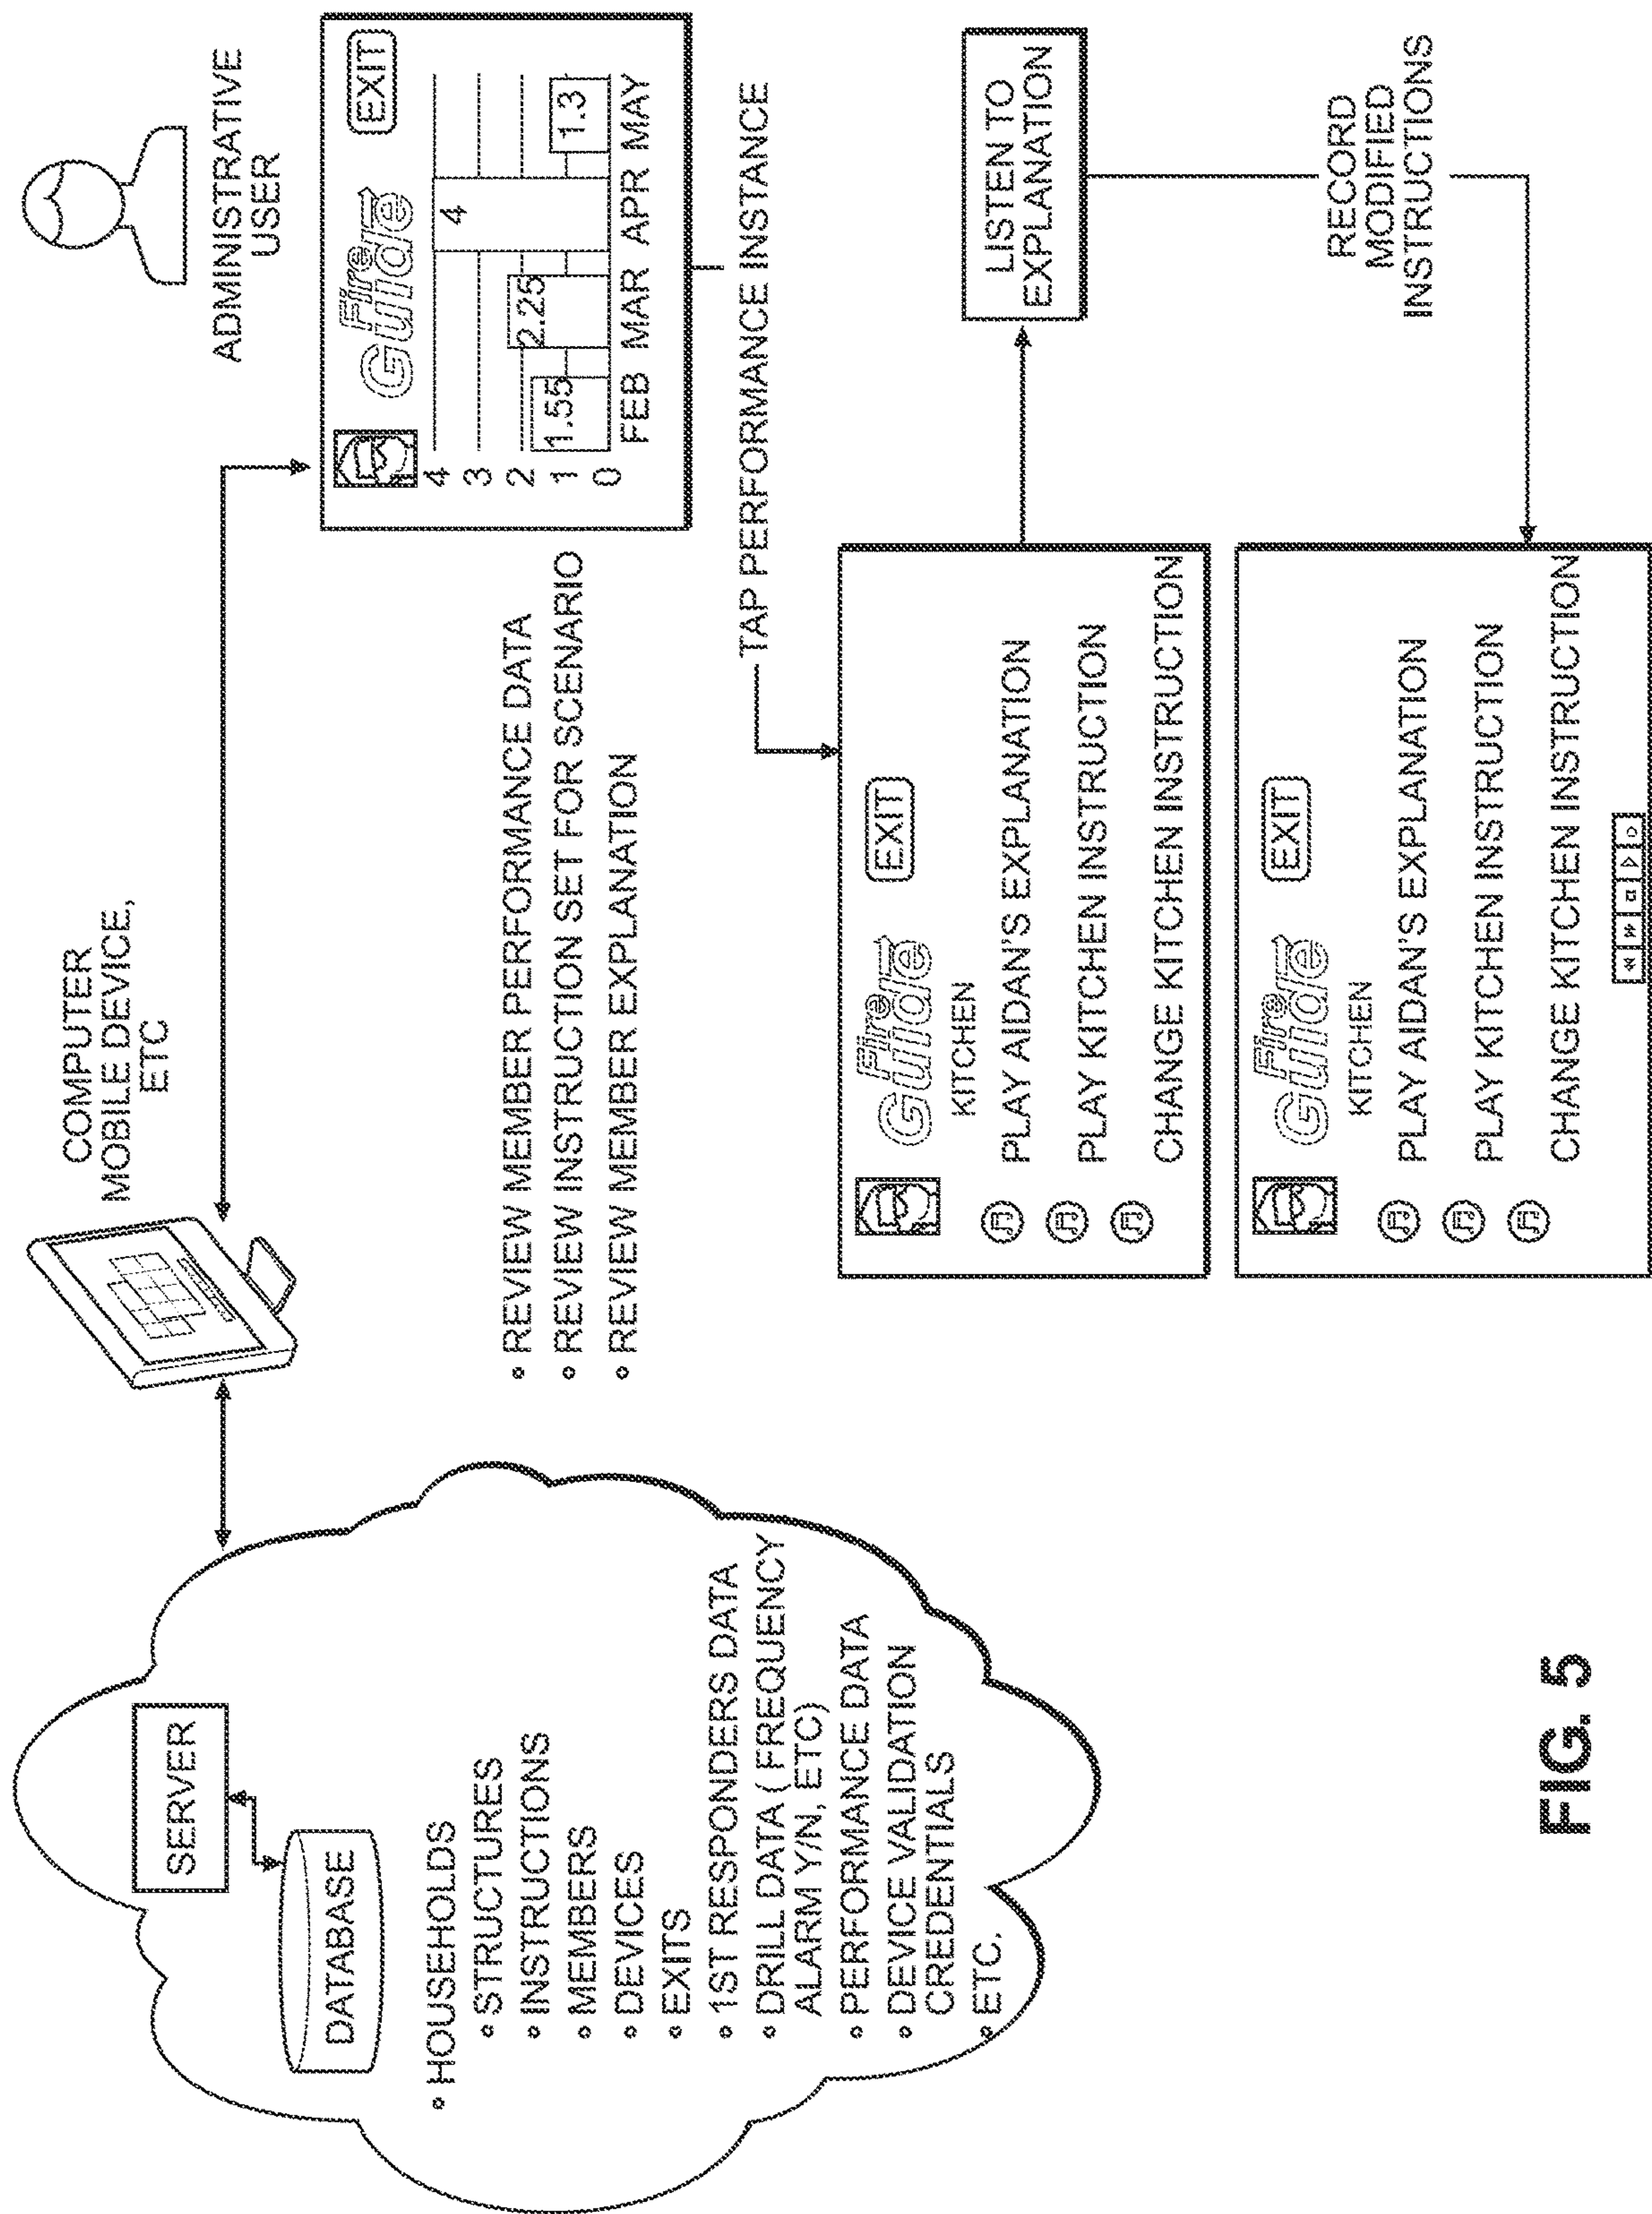 SERVER
DATABASE
• HOUSEHOLDS
• STRUCTURES
• INSTRUCTIONS
• MEMBERS
• DEVICES
• EXITS
• 1ST RESPONDERS DATA
• DRILL DATA ( FREQUENCY
ALARM Y/N, ETC)
• PERFORMANCE DATA
• DEVICE VALIDATION
CREDENTIALS
• ETC.
COMPUTER
MOBILE DEVICE,
ETC
ADMINISTRATIVE
USER
• REVIEW MEMBER PERFORMANCE DATA
• REVIEW INSTRUCTION SET FOR SCENARIO
• REVIEW MEMBER EXPLANATION
Fire
Guide
EXIT
4
3
2
1
0
1.55
2.25
4
1.3
FEB MAR APR MAY
TAP PERFORMANCE INSTANCE
Fire
Guide
EXIT
KITCHEN
PLAY AIDAN'S EXPLANATION
PLAY KITCHEN INSTRUCTION
CHANGE KITCHEN INSTRUCTION
LISTEN TO
EXPLANATION
RECORD
MODIFIED
INSTRUCTIONS
Fire
Guide
EXIT
KITCHEN
PLAY AIDAN'S EXPLANATION
PLAY KITCHEN INSTRUCTION
CHANGE KITCHEN INSTRUCTION
FIG. 5